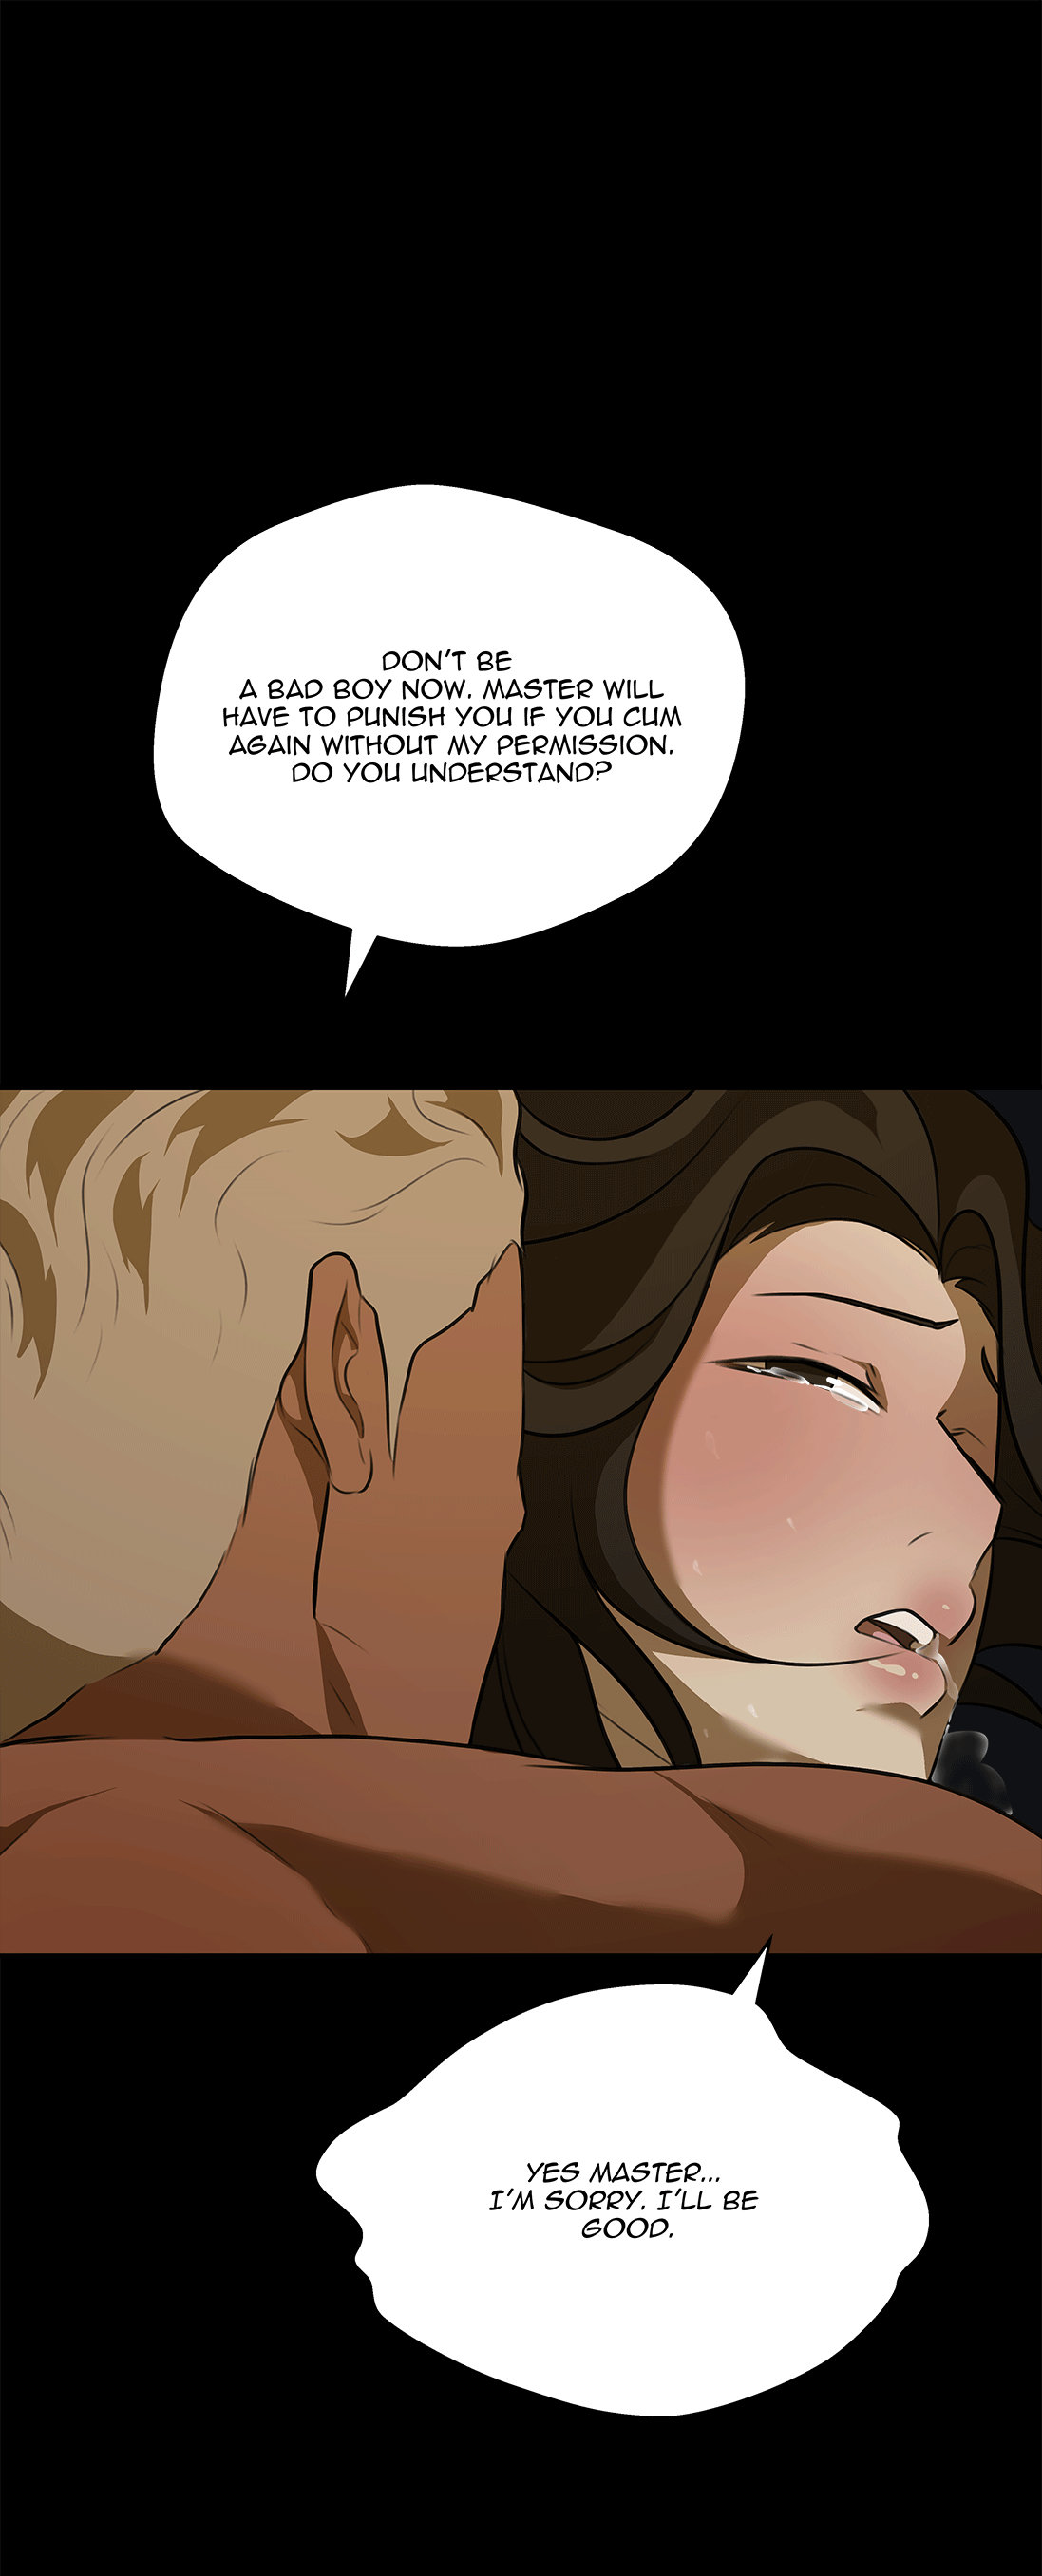 DON'T BE
A BAD BOY NOW. MASTER WILL
HAVE TO PUNISH YOU IF YOU CUM
AGAIN WITHOUT MY PERMISSION.
DO YOU UNDERSTAND?
YES MASTER...
I'M SORRY. I'LL BE
GOOD.